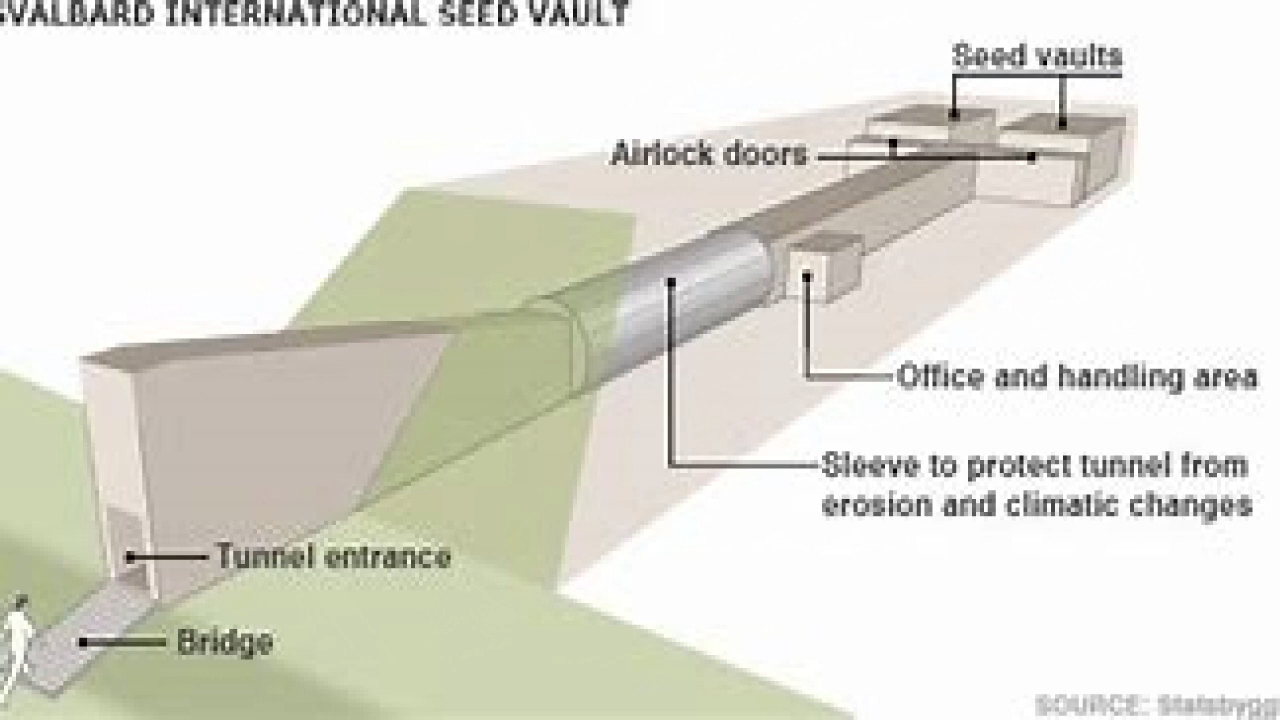 SVALBARD INTERNATIONAL SEED VAULT
Seed vaults
Airlock doors
Office and handling area
Sleeve to protect tunnel from
erosion and climatic changes
Tunnel entrance
Bridge
SOURCE: Statsbygg